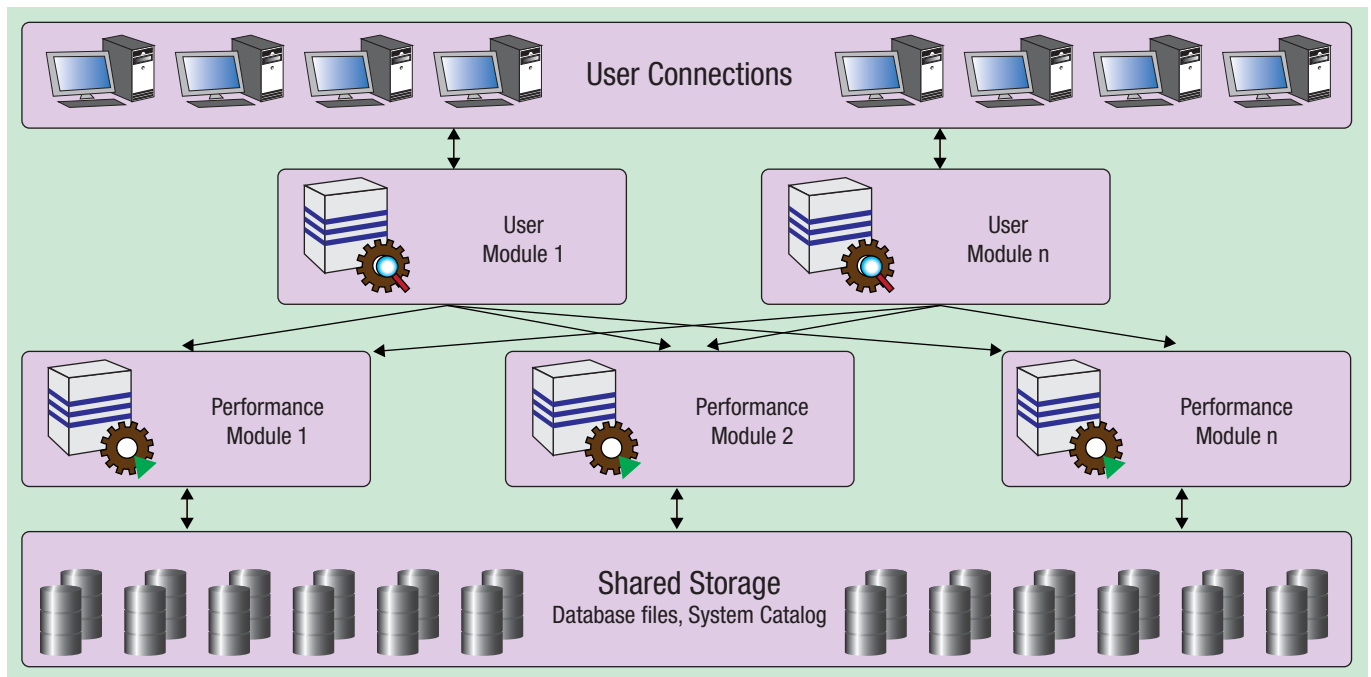 User Connections
User
Module 1
User
Module n
Performance
Module 1
Performance
Module 2
Performance
Module n
Shared Storage
Database files, System Catalog